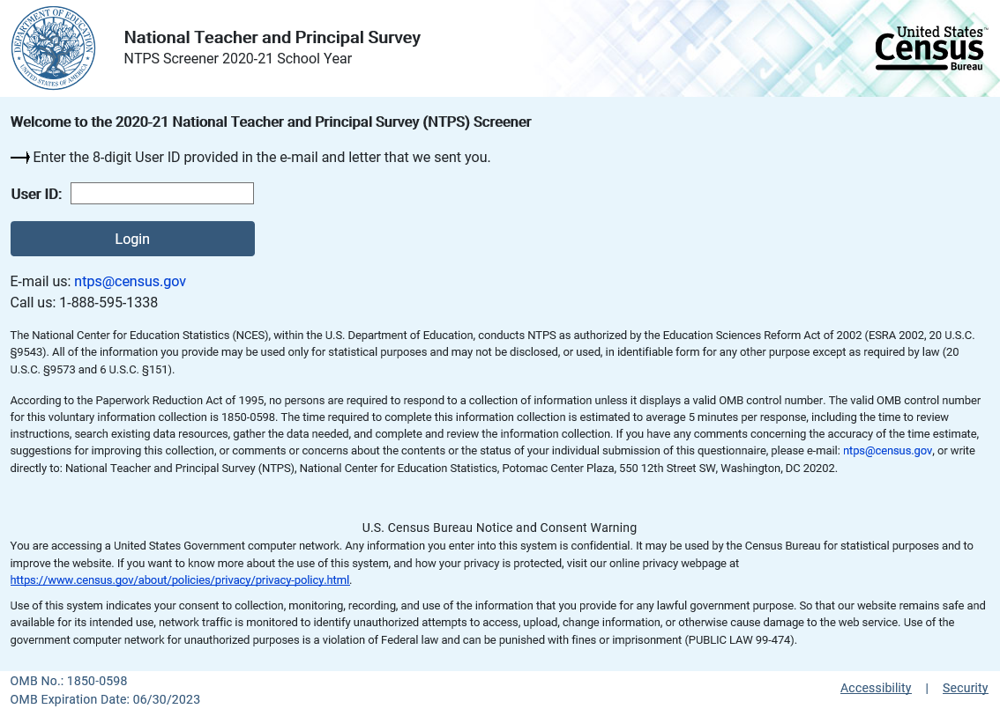 DEPARTMENT OF EDUCATION
UNITED STATES OF AMERICA
National Teacher and Principal Survey
NTPS Screener 2020-21 School Year
United States™
Census
Bureau
Welcome to the 2020-21 National Teacher and Principal Survey (NTPS) Screener
Enter the 8-digit User ID provided in the e-mail and letter that we sent you.
User ID:
Login
E-mail us: ntps@census.gov
Call us: 1-888-595-1338
The National Center for Education Statistics (NCES), within the U.S. Department of Education, conducts NTPS as authorized by the Education Sciences Reform Act of 2002 (ESRA 2002, 20 U.S.C.
§9543). All of the information you provide may be used only for statistical purposes and may not be disclosed, or used, in identifiable form for any other purpose except as required by law (20
U.S.C. §9573 and 6 U.S.C. §151).
According to the Paperwork Reduction Act of 1995, no persons are required to respond to a collection of information unless it displays a valid OMB control number. The valid OMB control number
for this voluntary information collection is 1850-0598. The time required to complete this information collection is estimated to average 5 minutes per response, including the time to review
instructions, search existing data resources, gather the data needed, and complete and review the information collection. If you have any comments concerning the accuracy of the time estimate,
suggestions for improving this collection, or comments or concerns about the contents or the status of your individual submission of this questionnaire, please e-mail: ntps@census.gov, or write
directly to: National Teacher and Principal Survey (NTPS), National Center for Education Statistics, Potomac Center Plaza, 550 12th Street SW, Washington, DC 20202.
U.S. Census Bureau Notice and Consent Warning
You are accessing a United States Government computer network. Any information you enter into this system is confidential. It may be used by the Census Bureau for statistical purposes and to
improve the website. If you want to know more about the use of this system, and how your privacy is protected, visit our online privacy webpage at
https://www.census.gov/about/policies/privacy/privacy-policy.html.
Use of this system indicates your consent to collection, monitoring, recording, and use of the information that you provide for any lawful government purpose. So that our website remains safe and
available for its intended use, network traffic is monitored to identify unauthorized attempts to access, upload, change information, or otherwise cause damage to the web service. Use of the
government computer network for unauthorized purposes is a violation of Federal law and can be punished with fines or imprisonment (PUBLIC LAW 99-474).
OMB No.: 1850-0598
OMB Expiration Date: 06/30/2023
Accessibility | Security